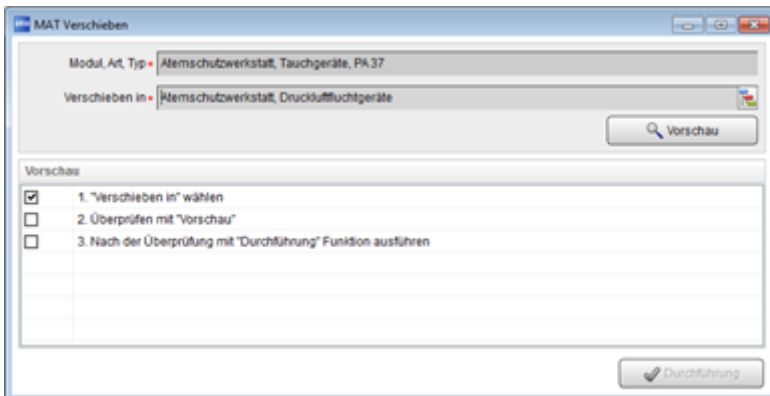 MAT Verschieben
Modul, Art, Typ • Atemschutzwerkstatt, Tauchgeräte, PA 37
Verschieben in • Atemschutzwerkstatt, Druckluftfluchtgeräte
Vorschau
Vorschau
1. "Verschieben in" wählen
2. Überprüfen mit "Vorschau"
3. Nach der Überprüfung mit "Durchführung" Funktion ausführen
Durchführung